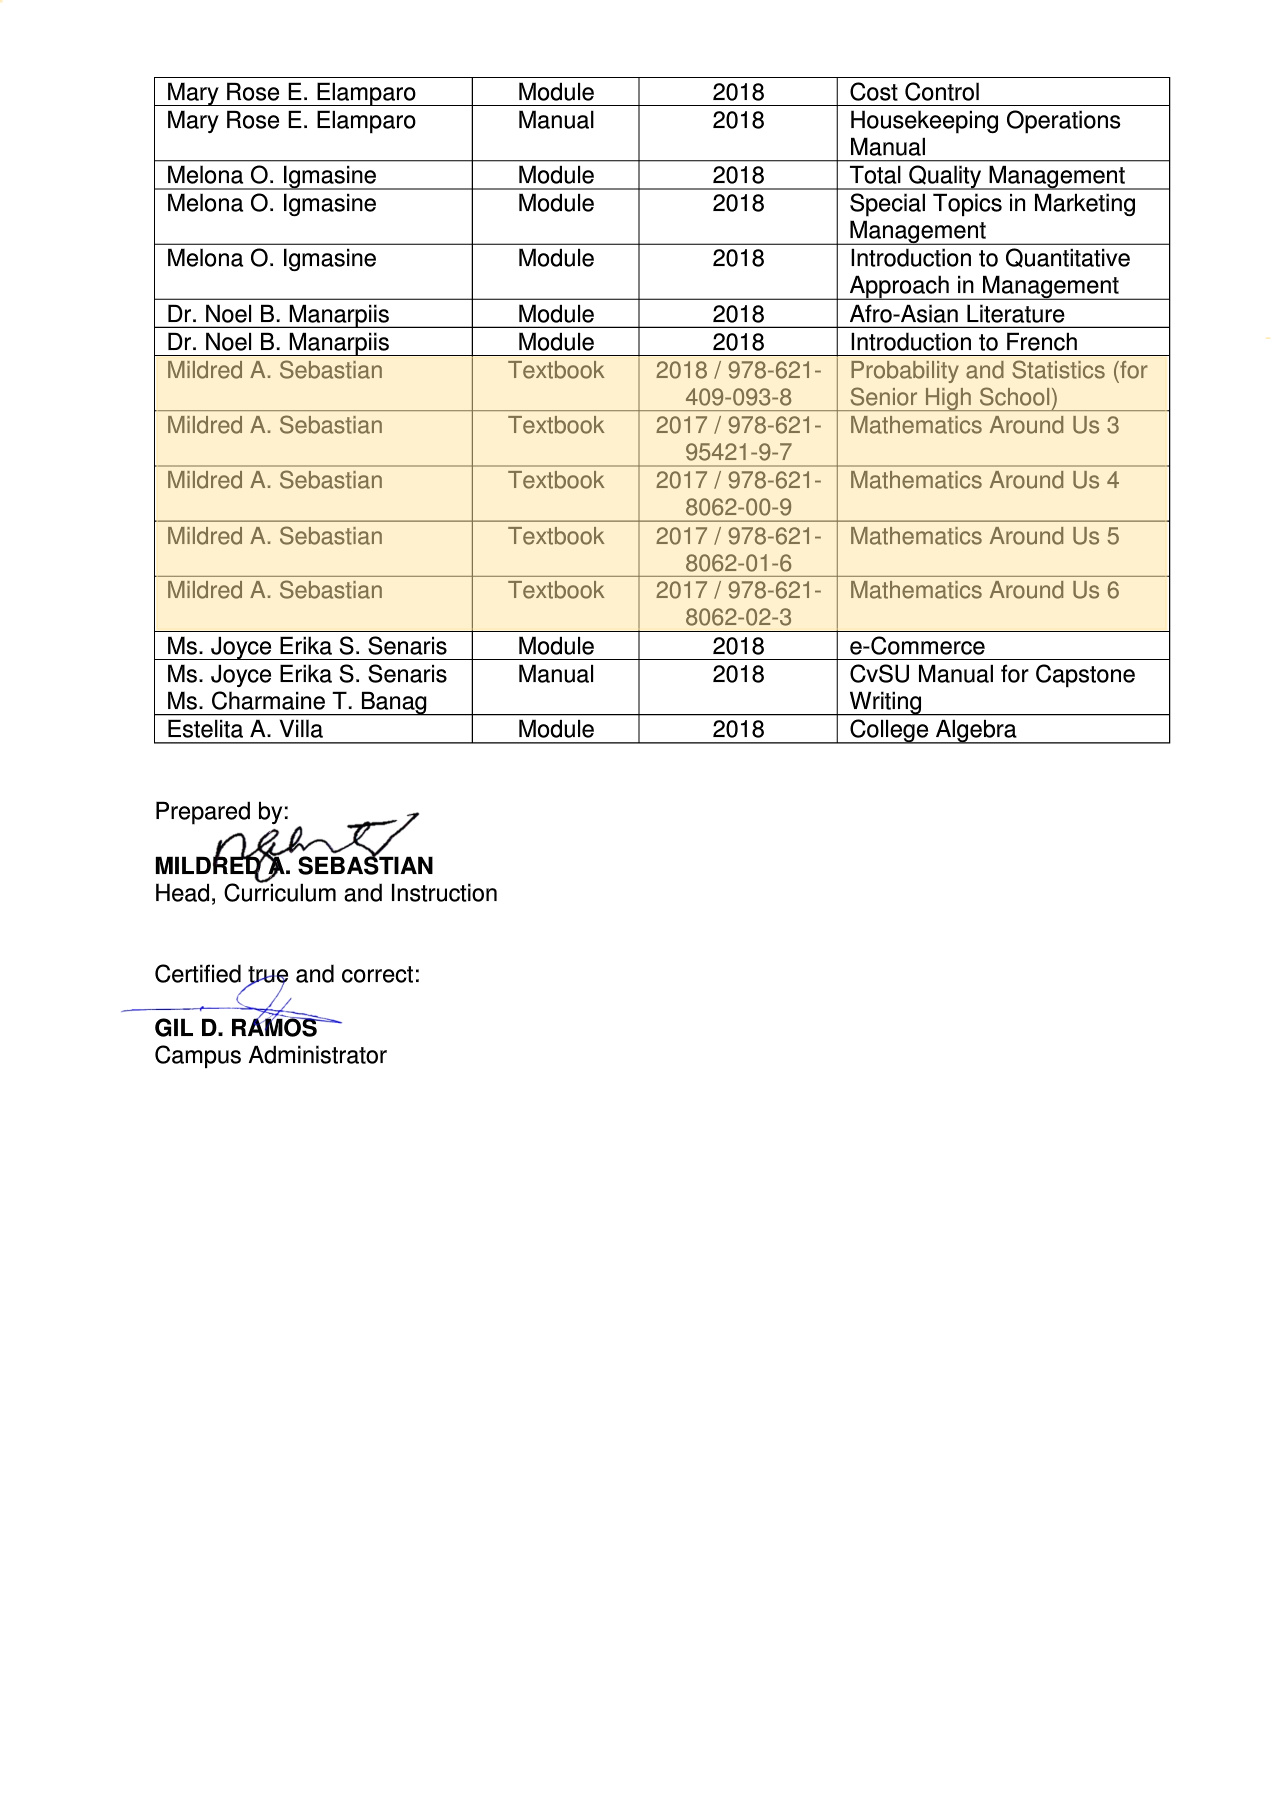 Mary Rose E. Elamparo Module 2018 Cost Control
Mary Rose E. Elamparo Manual 2018 Housekeeping Operations
Manual
Melona O. Igmasine Module 2018 Total Quality Management
Melona O. Igmasine Module 2018 Special Topics in Marketing
Management
Melona O. Igmasine Module 2018 Introduction to Quantitative
Approach in Management
Dr. Noel B. Manarpiis Module 2018 Afro-Asian Literature
Dr. Noel B. Manarpiis Module 2018 Introduction to French
Mildred A. Sebastian Textbook 2018 / 978-621- Probability and Statistics (for
409-093-8 Senior High School)
Mildred A. Sebastian Textbook 2017 / 978-621- Mathematics Around Us 3
95421-9-7
Mildred A. Sebastian Textbook 2017 / 978-621- Mathematics Around Us 4
8062-00-9
Mildred A. Sebastian Textbook 2017 / 978-621- Mathematics Around Us 5
8062-01-6
Mildred A. Sebastian Textbook 2017 / 978-621- Mathematics Around Us 6
8062-02-3
Ms. Joyce Erika S. Senaris Module 2018 e-Commerce
Ms. Joyce Erika S. Senaris Manual 2018 CvSU Manual for Capstone
Ms. Charmaine T. Banag Writing
Estelita A. Villa Module 2018 College Algebra
Prepared by:
MILDRED A. SEBASTIAN
Head, Curriculum and Instruction
Certified true and correct:
GIL D. RAMOS
Campus Administrator